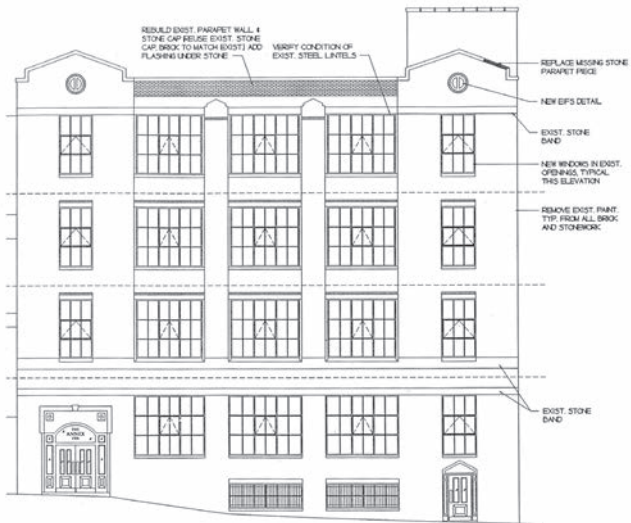 REBUILD EXIST. PARAPET WALL &
STONE CAP (REUSE EXIST. STONE
CAP, BRICK TO MATCH EXIST.) ADD
FLASHING UNDER STONE
VERIFY CONDITION OF
EXIST. STEEL LINTELS
REPLACE MISSING STONE
PARAPET PIECE
NEW EIFS DETAIL
EXIST. STONE
BAND
NEW WINDOWS IN EXIST.
OPENINGS, TYPICAL
THIS ELEVATION
REMOVE EXIST. PAINT,
TYP. FROM ALL BRICK
AND STONEWORK
EXIST. STONE
BAND
THE
ANNEX